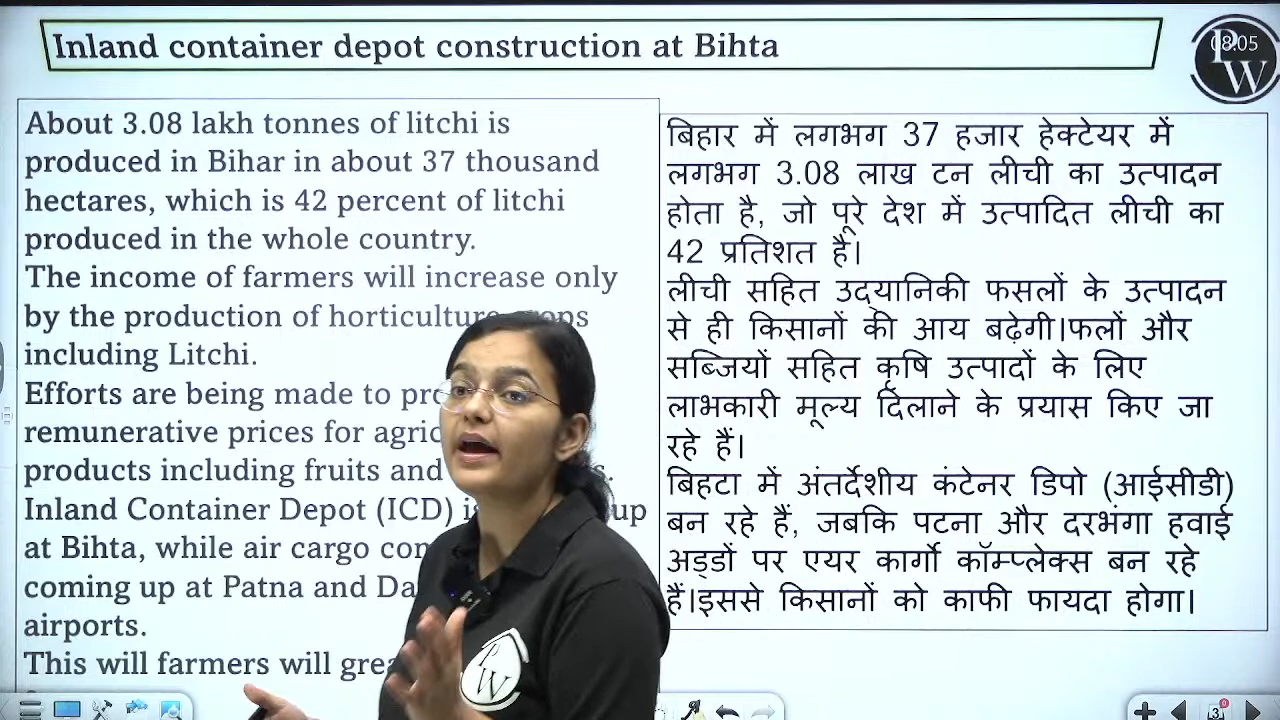 Inland container depot construction at Bihta
08:05
PW
About 3.08 lakh tonnes of litchi is
produced in Bihar in about 37 thousand
hectares, which is 42 percent of litchi
produced in the whole country.
The income of farmers will increase only
by the production of horticulture crops
including Litchi.
Efforts are being made to
remunerative prices for
products including fruits and
Inland Container Depot (ICD) up
at Bihta, while air cargo
coming up at Patna and
airports.
This will farmers will
बिहार में लगभग 37 हजार हेक्टेयर में
लगभग 3.08 लाख टन लीची का उत्पादन
होता है, जो पूरे देश में उत्पादित लीची का
42 प्रतिशत है।
लीची सहित उद्यानिकी फसलों के उत्पादन
से ही किसानों की आय बढ़ेगी।फलों और
सब्जियों सहित कृषि उत्पादों के लिए
लाभकारी मूल्य दिलाने के प्रयास किए जा
रहे हैं।
बिहटा में अंतर्देशीय कंटेनर डिपो (आईसीडी)
बन रहे हैं, जबकि पटना और दरभंगा हवाई
अड्डों पर एयर कार्गो कॉम्प्लेक्स बन रहे
हैं।इससे किसानों को काफी फायदा होगा।
PW